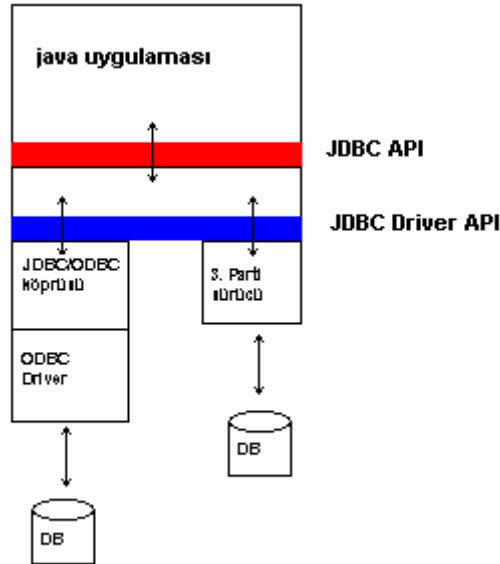 java uygulaması
JDBC API
JDBC Driver API
JDBC/ODBC
köprüsü
3. Parti
sürücü
ODBC
Driver
DB
DB